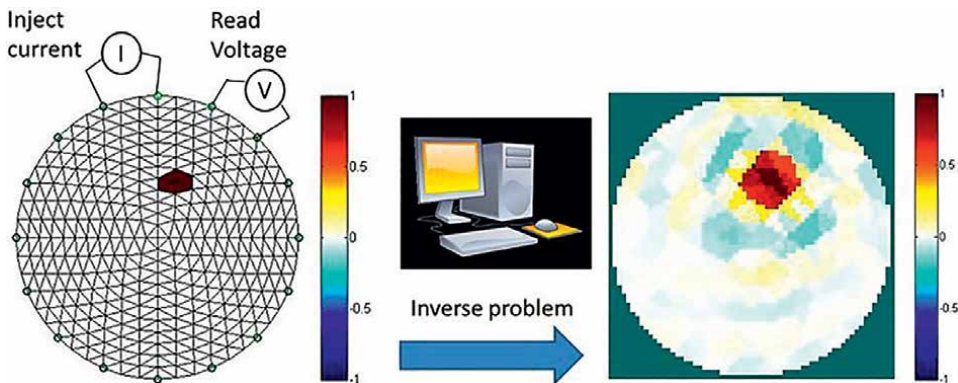 Inject
current
Read
Voltage
I
V
1
0.5
0
-0.5
-1
Inverse problem
1
0.5
0
-0.5
-1